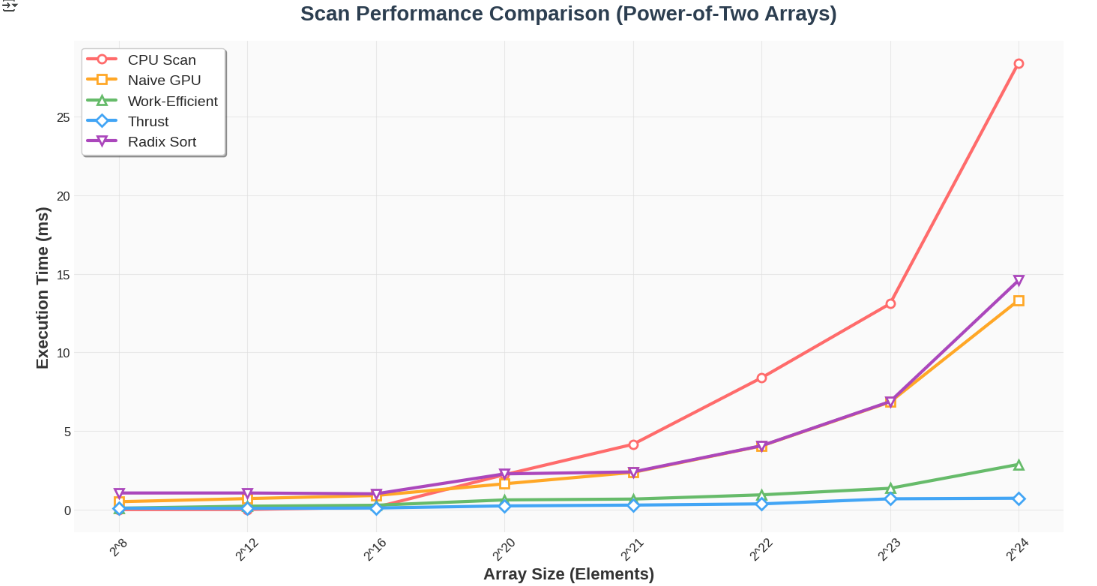 Scan Performance Comparison (Power-of-Two Arrays)
CPU Scan
Naive GPU
Work-Efficient
Thrust
Radix Sort
Execution Time (ms)
25
20
15
10
5
0
2^8
2^12
2^16
2^20
2^21
2^22
2^23
2^24
Array Size (Elements)